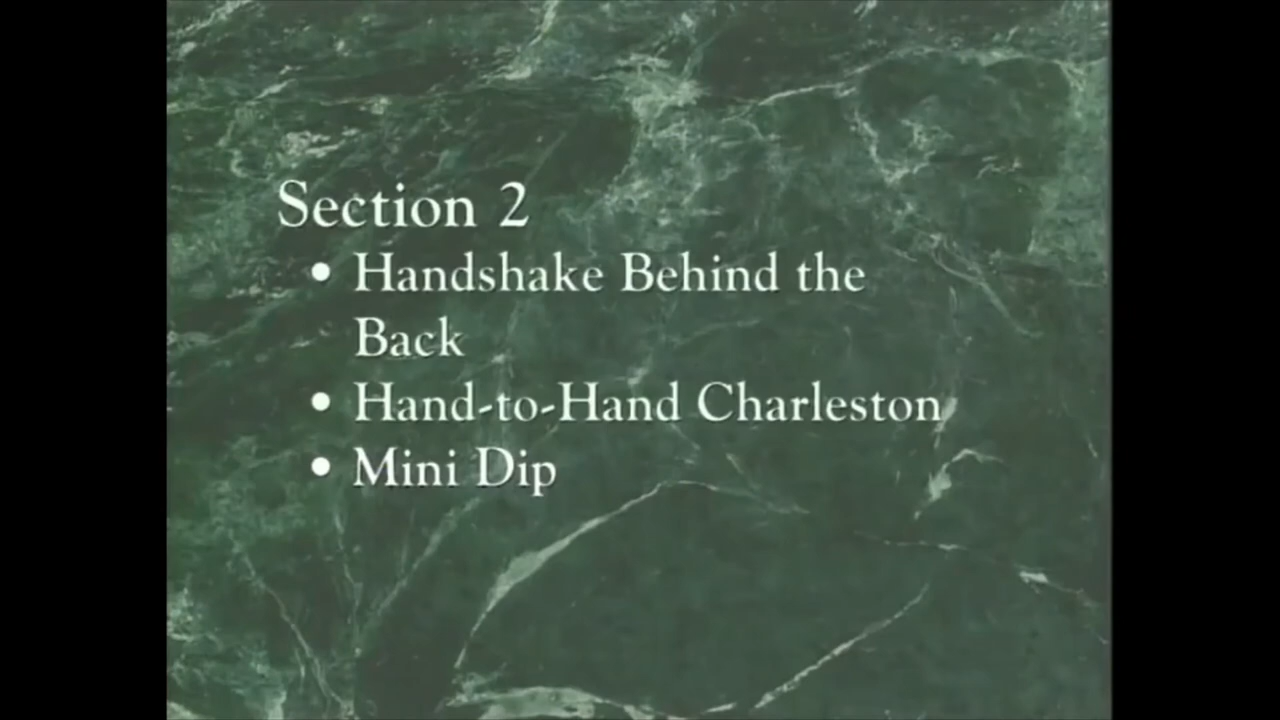 Section 2
• Handshake Behind the
Back
• Hand-to-Hand Charleston
• Mini Dip